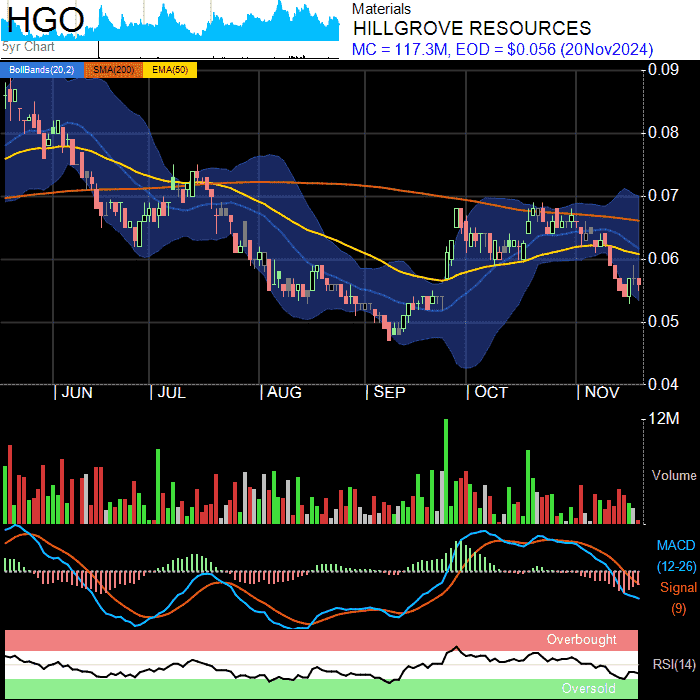 HGO
5yr Chart
Materials
HILLGROVE RESOURCES
MC = 117.3M, EOD = $0.056 (20Nov2024)
BollBands(20,2) SMA(200) EMA(50)
0.09
0.08
0.07
0.06
0.05
0.04
JUN JUL AUG SEP OCT NOV
12M
Volume
MACD
(12-26)
Signal
(9)
Overbought
RSI(14)
Oversold